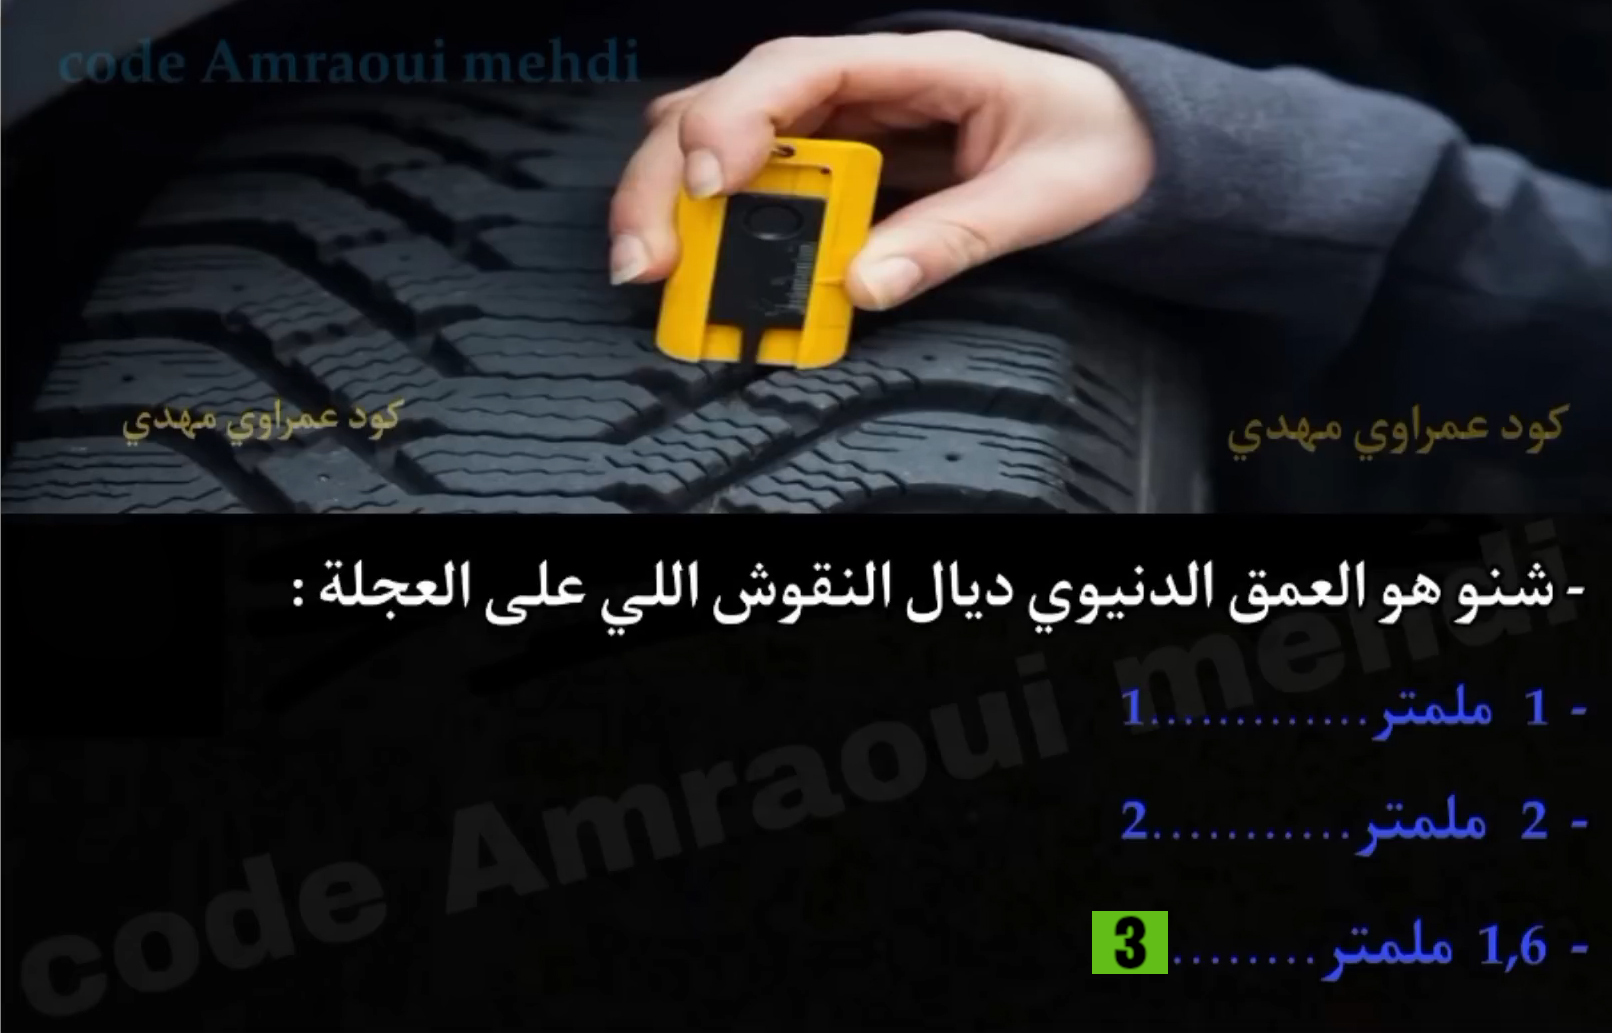 code Amraoui mehdi
كود عمراوي مهدي
كود عمراوي مهدي
- شنو هو العمق الدنيوي ديال النقوش اللي على العجلة :
- 1 ملمتر.............1
- 2 ملمتر...........2
- 1,6 ملمتر........3
code Amraoui mehdi